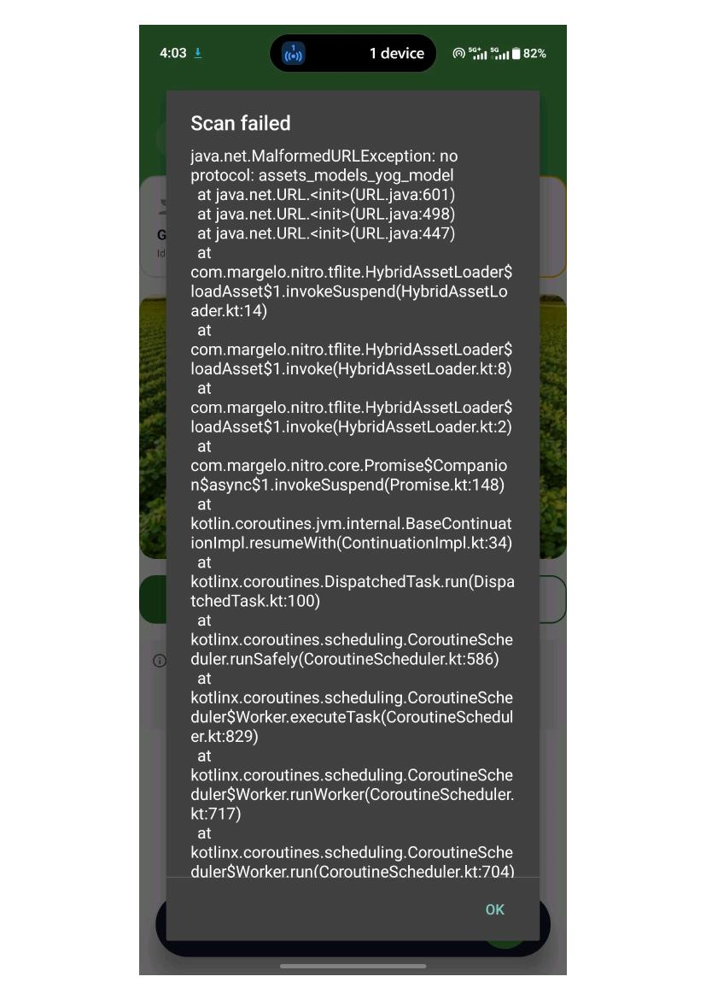 4:03
1
1 device
5G+
5G
82%
Scan failed
java.net.MalformedURLException: no
protocol: assets_models_yog_model
at java.net.URL.<init>(URL.java:601)
at java.net.URL.<init>(URL.java:498)
at java.net.URL.<init>(URL.java:447)
at
com.margelo.nitro.tflite.HybridAssetLoader$
loadAsset$1.invokeSuspend(HybridAssetLo
ader.kt:14)
at
com.margelo.nitro.tflite.HybridAssetLoader$
loadAsset$1.invoke(HybridAssetLoader.kt:8)
at
com.margelo.nitro.tflite.HybridAssetLoader$
loadAsset$1.invoke(HybridAssetLoader.kt:2)
at
com.margelo.nitro.core.Promise$Companio
n$async$1.invokeSuspend(Promise.kt:148)
at
kotlin.coroutines.jvm.internal.BaseContinuat
ionImpl.resumeWith(ContinuationImpl.kt:34)
at
kotlinx.coroutines.DispatchedTask.run(Dispa
tchedTask.kt:100)
at
kotlinx.coroutines.scheduling.CoroutineSche
duler.runSafely(CoroutineScheduler.kt:586)
at
kotlinx.coroutines.scheduling.CoroutineSche
duler$Worker.executeTask(CoroutineSchedul
er.kt:829)
at
kotlinx.coroutines.scheduling.CoroutineSche
duler$Worker.runWorker(CoroutineScheduler.
kt:717)
at
kotlinx.coroutines.scheduling.CoroutineSche
duler$Worker.run(CoroutineScheduler.kt:704)
OK